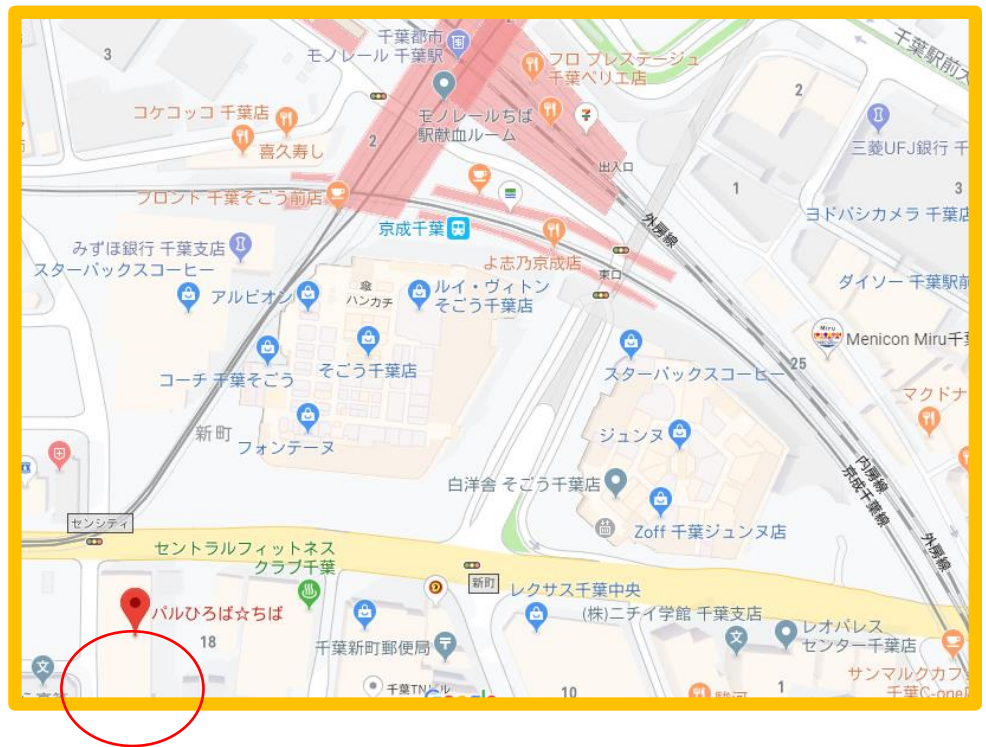 千葉都市
モノレール 千葉駅
3
フロ プレステージュ
千葉ペリエ店
千葉駅前
2
コケコッコ 千葉店
喜久寿し
2
モノレールちば
駅献血ルーム
出入口
三菱UFJ銀行 千
1
3
フロント 千葉そごう前店
京成千葉
外房線
ヨドバシカメラ 千葉店
みずほ銀行 千葉支店
スターバックスコーヒー
よ志乃京成店
東口
アルビオン
傘
ハンカチ
ルイ・ヴィトン
そごう千葉店
ダイソー 千葉駅前
Miru
Menicon Miru千葉
コーチ 千葉そごう
そごう千葉店
スターバックスコーヒー
25
マクドナ
新町
フォンテーヌ
ジュンヌ
内房線
京成千葉線
白洋舎 そごう千葉店
センシティ
Zoff 千葉ジュンヌ店
外房線
セントラルフィットネス
クラブ千葉
新町
レクサス千葉中央
(株)ニチイ学館 千葉支店
パルひろば☆ちば
18
千葉新町郵便局
レオパレス
センター千葉店
千葉TNビル
Google
10
駿河
1
サンマルクカフ
千葉C-one店